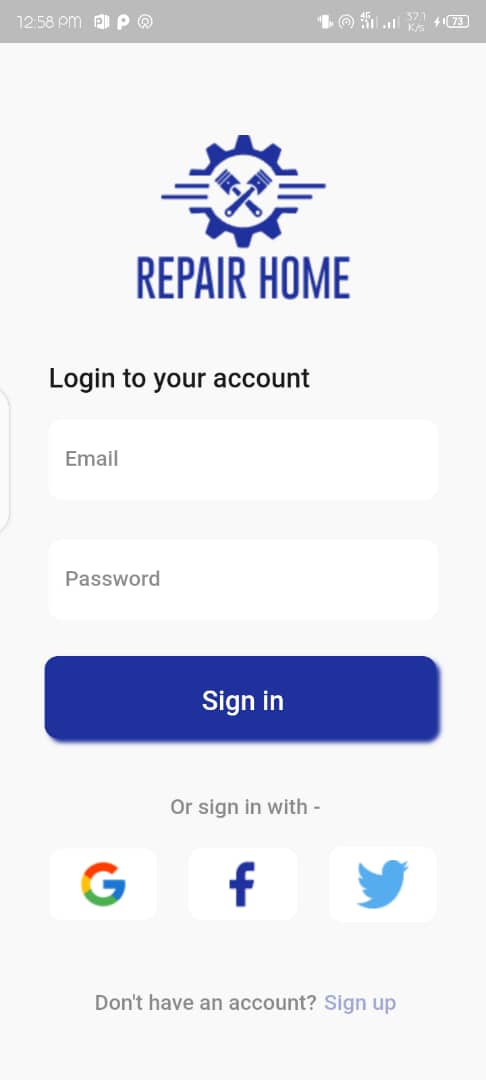 12:58 PM 4G 37.1 K/s 73
REPAIR HOME
Login to your account
Email
Password
Sign in
Or sign in with -
Don't have an account? Sign up